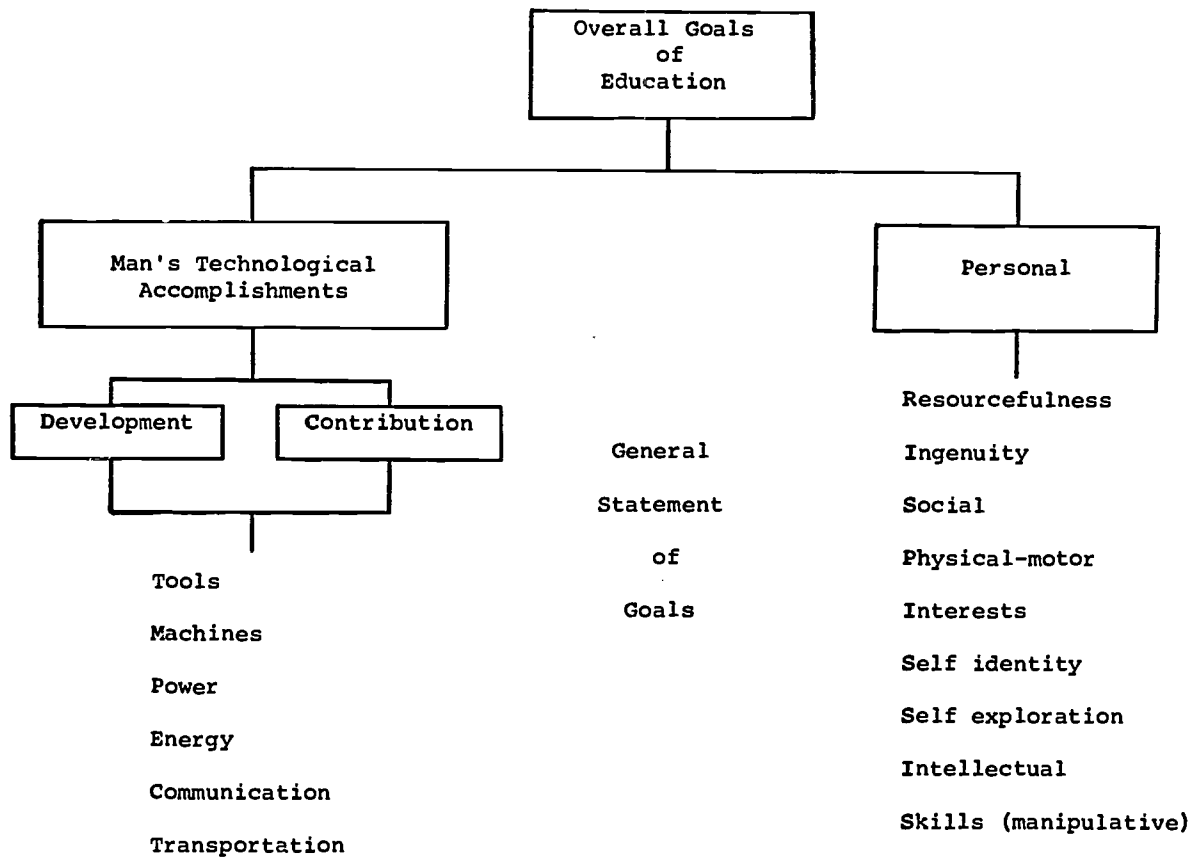 Overall Goals
of
Education
Man's Technological
Accomplishments
Personal
Development
Contribution
General
Statement
of
Goals
Resourcefulness
Ingenuity
Social
Physical-motor
Interests
Self identity
Self exploration
Intellectual
Skills (manipulative)
Tools
Machines
Power
Energy
Communication
Transportation